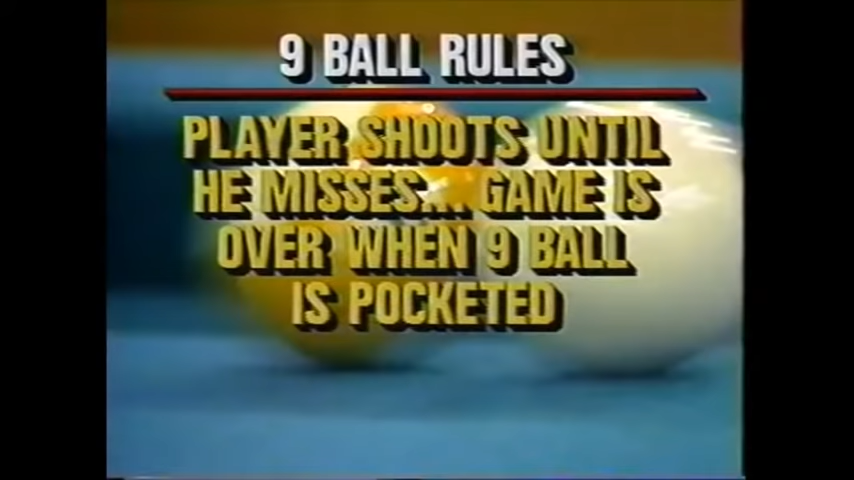 9 BALL RULES
PLAYER SHOOTS UNTIL
HE MISSES... GAME IS
OVER WHEN 9 BALL
IS POCKETED